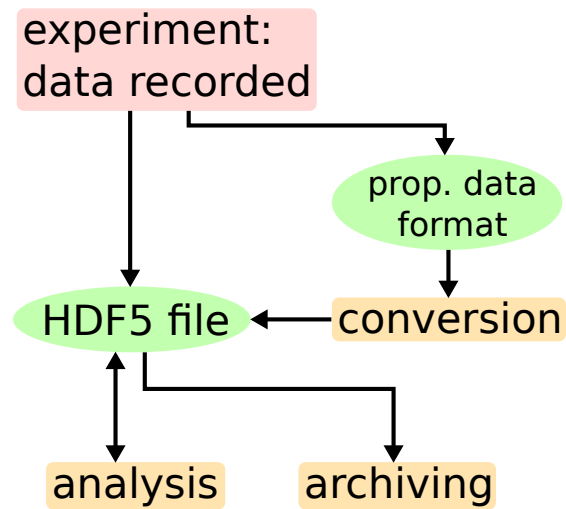 experiment:
data recorded
prop. data
format
HDF5 file
conversion
analysis
archiving